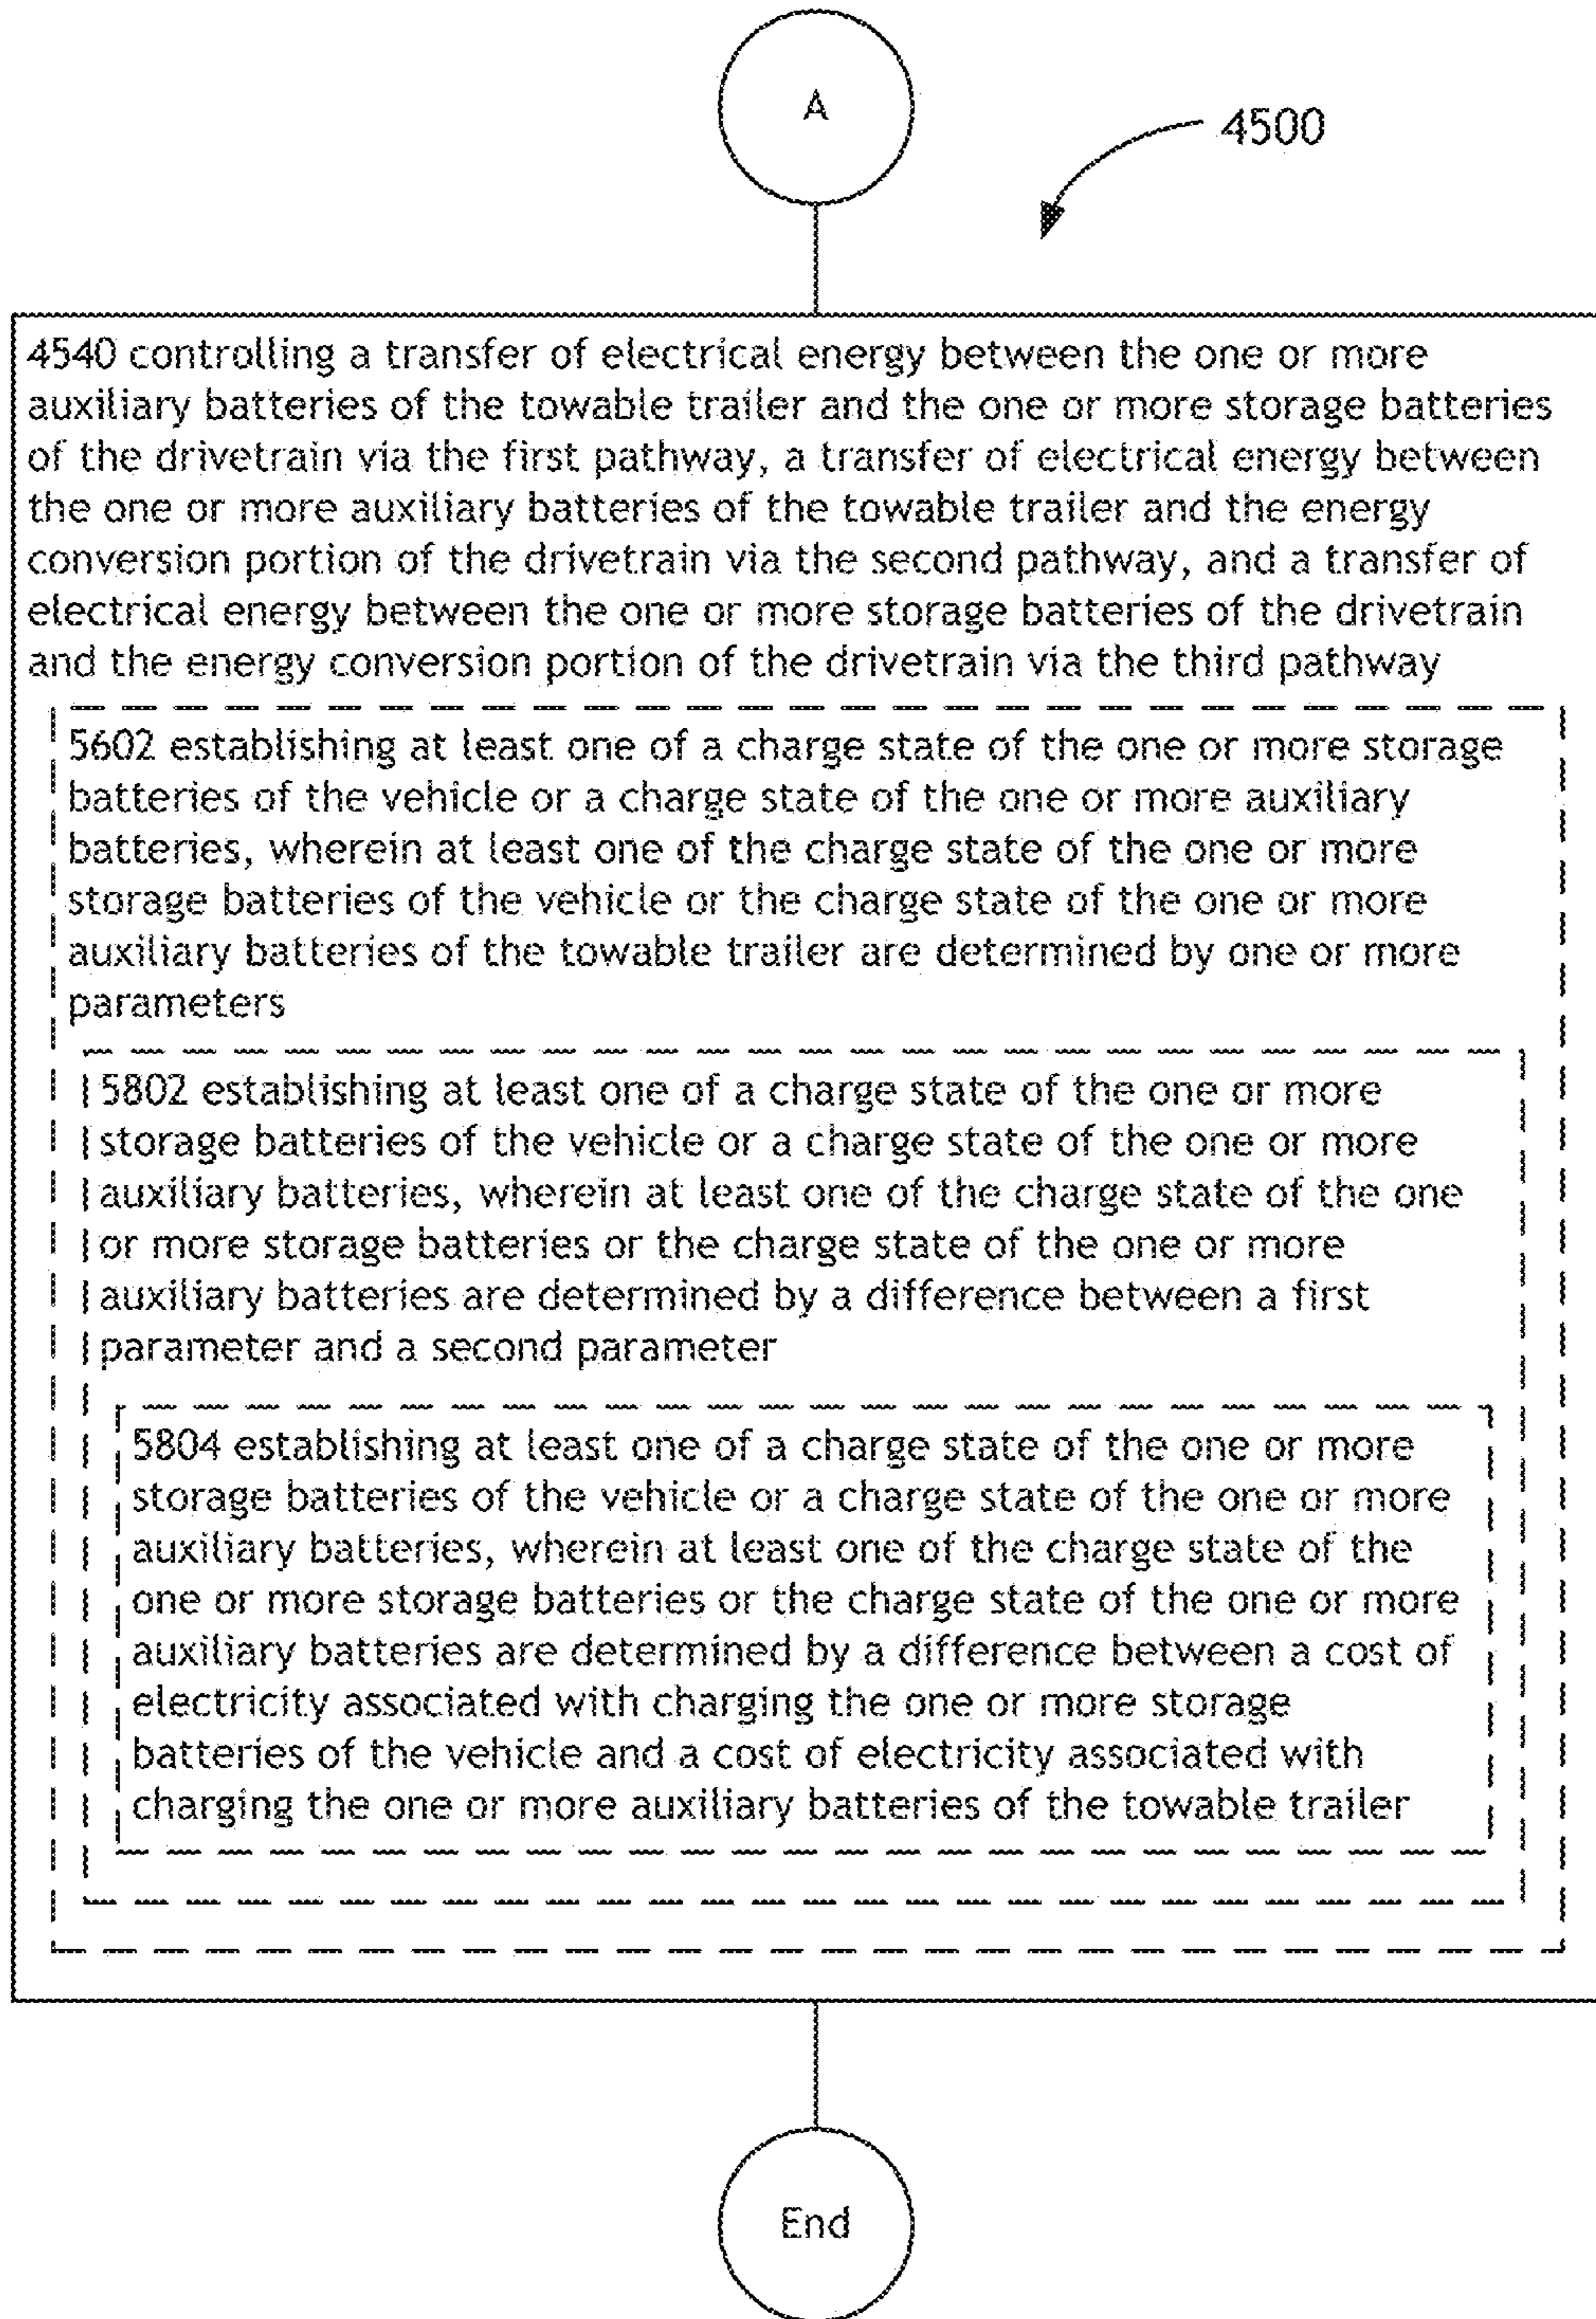 A
4500
4540 controlling a transfer of electrical energy between the one or more
auxiliary batteries of the towable trailer and the one or more storage batteries
of the drivetrain via the first pathway, a transfer of electrical energy between
the one or more auxiliary batteries of the towable trailer and the energy
conversion portion of the drivetrain via the second pathway, and a transfer of
electrical energy between the one or more storage batteries of the drivetrain
and the energy conversion portion of the drivetrain via the third pathway
5602 establishing at least one of a charge state of the one or more storage
batteries of the vehicle or a charge state of the one or more auxiliary
batteries, wherein at least one of the charge state of the one or more
storage batteries of the vehicle or the charge state of the one or more
auxiliary batteries of the towable trailer are determined by one or more
parameters
5802 establishing at least one of a charge state of the one or more
storage batteries of the vehicle or a charge state of the one or more
auxiliary batteries, wherein at least one of the charge state of the one
or more storage batteries or the charge state of the one or more
auxiliary batteries are determined by a difference between a first
parameter and a second parameter
5804 establishing at least one of a charge state of the one or more
storage batteries of the vehicle or a charge state of the one or more
auxiliary batteries, wherein at least one of the charge state of the
one or more storage batteries or the charge state of the one or more
auxiliary batteries are determined by a difference between a cost of
electricity associated with charging the one or more storage
batteries of the vehicle and a cost of electricity associated with
charging the one or more auxiliary batteries of the towable trailer
End